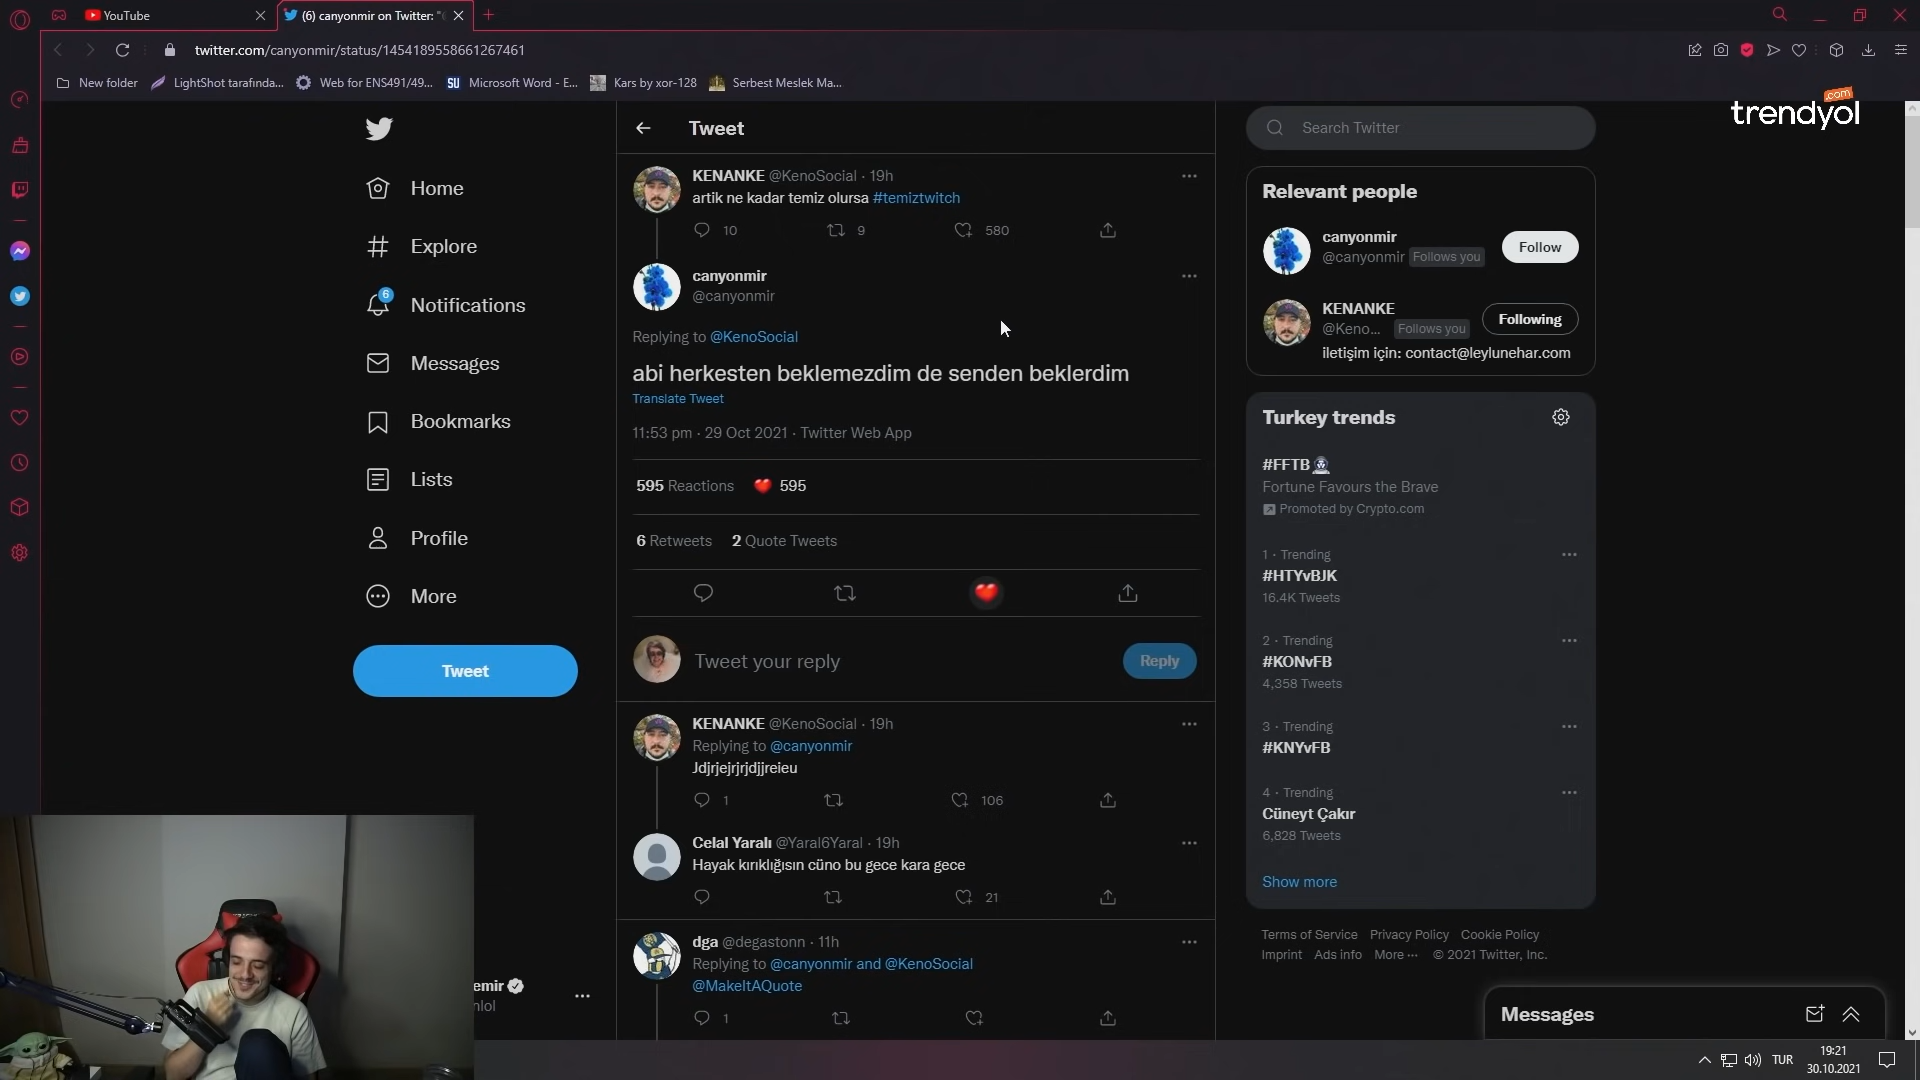 YouTube
(6) canyonmir on Twitter: "
twitter.com/canyonmir/status/1454189558661267461
New folder
LightShot tarafında...
Web for ENS491/49...
SU
Microsoft Word - E...
Kars by xor-128
Serbest Meslek Ma...
trendyol
.com
Tweet
Search Twitter
Home
Explore
6
Notifications
Messages
Bookmarks
Lists
Profile
More
Tweet
KENANKE @KenoSocial · 19h
artik ne kadar temiz olursa #temiztwitch
10
9
580
canyonmir
@canyonmir
Replying to @KenoSocial
abi herkesten beklemezdim de senden beklerdim
Translate Tweet
11:53 pm · 29 Oct 2021 · Twitter Web App
595 Reactions
595
6 Retweets 2 Quote Tweets
Tweet your reply
Reply
KENANKE @KenoSocial · 19h
Replying to @canyonmir
Jdjrjejrjrjdjjreieu
1
106
Celal Yaralı @Yaral6Yaral · 19h
Hayak kırıklığısın cüno bu gece kara gece
21
dga @degastonn · 11h
Replying to @canyonmir and @KenoSocial
@MakeItAQuote
1
Relevant people
canyonmir
@canyonmir Follows you
Follow
KENANKE
@Keno... Follows you
Following
iletişim için: contact@leylunehar.com
Turkey trends
#FFTB
Fortune Favours the Brave
Promoted by Crypto.com
1 · Trending
#HTYvBJK
16.4K Tweets
2 · Trending
#KONvFB
4,358 Tweets
3 · Trending
#KNYvFB
4 · Trending
Cüneyt Çakır
6,828 Tweets
Show more
Terms of Service Privacy Policy Cookie Policy
Imprint Ads info More ··· © 2021 Twitter, Inc.
Messages
emir
nlol
TUR
19:21
30.10.2021